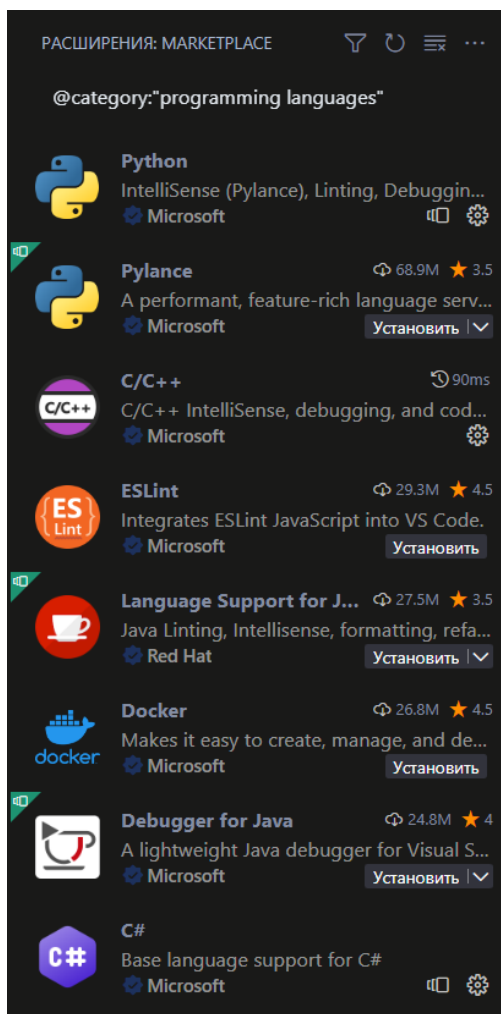 РАСШИРЕНИЯ: MARKETPLACE
@category:"programming languages"
Python
IntelliSense (Pylance), Linting, Debuggin...
Microsoft
Pylance 68.9M 3.5
A performant, feature-rich language serv...
Microsoft Установить
C/C++ C/C++ 90ms
C/C++ IntelliSense, debugging, and cod...
Microsoft
ESLint 29.3M 4.5
{ES Lint} Integrates ESLint JavaScript into VS Code.
Microsoft Установить
Language Support for J... 27.5M 3.5
Java Linting, Intellisense, formatting, refa...
Red Hat Установить
Docker 26.8M 4.5
Makes it easy to create, manage, and de...
docker Microsoft Установить
Debugger for Java 24.8M 4
A lightweight Java debugger for Visual S...
Microsoft Установить
C#
C# Base language support for C#
Microsoft